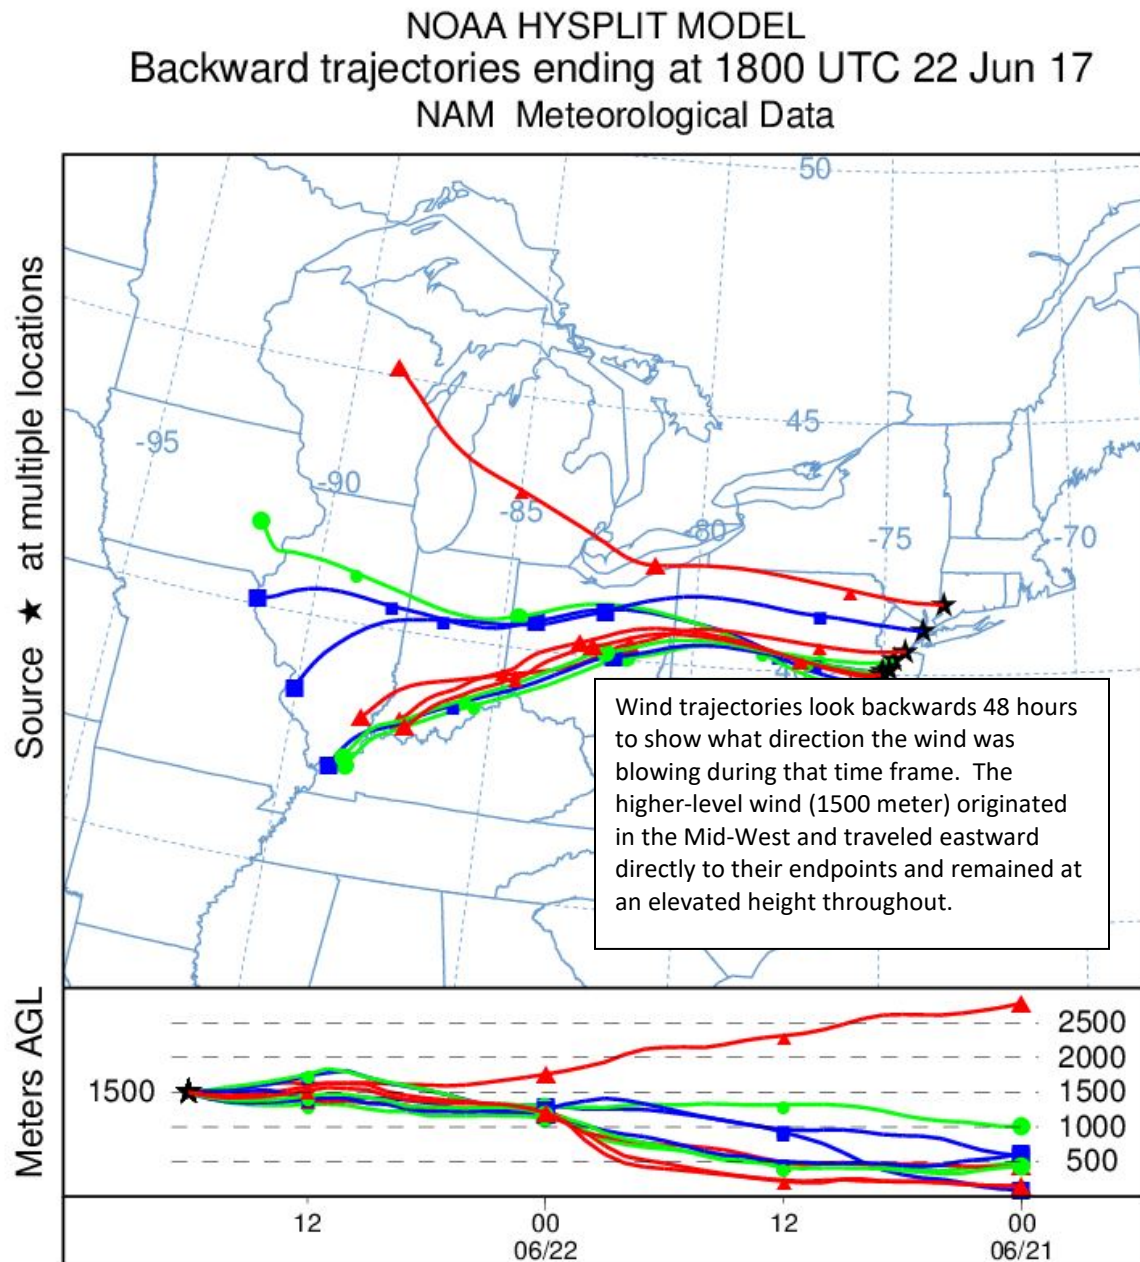 NOAA HYSPLIT MODEL
Backward trajectories ending at 1800 UTC 22 Jun 17
NAM Meteorological Data
Source ★ at multiple locations
50
45
-95
-90
-85
-80
-75
-70
Wind trajectories look backwards 48 hours
to show what direction the wind was
blowing during that time frame. The
higher-level wind (1500 meter) originated
in the Mid-West and traveled eastward
directly to their endpoints and remained at
an elevated height throughout.
Meters AGL
1500
2500
2000
1500
1000
500
12
00
12
00
06/22
06/21